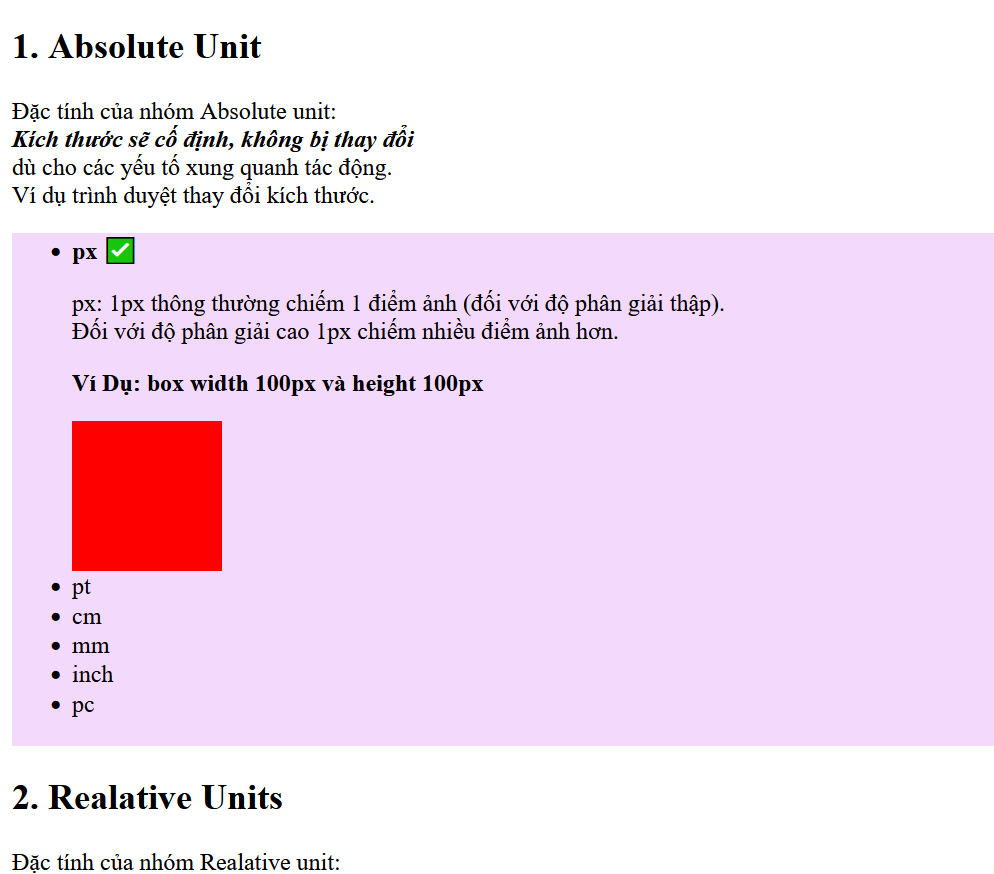 1. Absolute Unit
Đặc tính của nhóm Absolute unit:
Kích thước sẽ cố định, không bị thay đổi
dù cho các yếu tố xung quanh tác động.
Ví dụ trình duyệt thay đổi kích thước.
• px ✅
px: 1px thông thường chiếm 1 điểm ảnh (đối với độ phân giải thập).
Đối với độ phân giải cao 1px chiếm nhiều điểm ảnh hơn.
Ví Dụ: box width 100px và height 100px
• pt
• cm
• mm
• inch
• pc
2. Realative Units
Đặc tính của nhóm Realative unit: